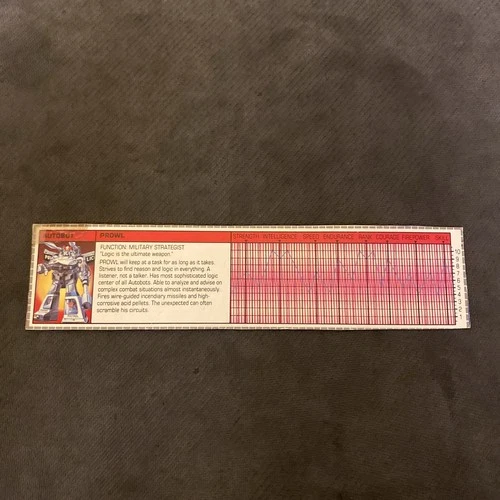 AUTOBOT
PROWL
FUNCTION: MILITARY STRATEGIST
"Logic is the ultimate weapon."
PROWL will keep at a task for as long as it takes.
Strives to find reason and logic in everything. A
listener, not a talker. Has most sophisticated logic
center of all Autobots. Able to analyze and advise on
complex combat situations almost instantaneously.
Fires wire-guided incendiary missiles and high-
corrosive acid pellets. The unexpected can often
scramble his circuits.
STRENGTH INTELLIGENCE SPEED ENDURANCE RANK COURAGE FIREPOWER SKILL